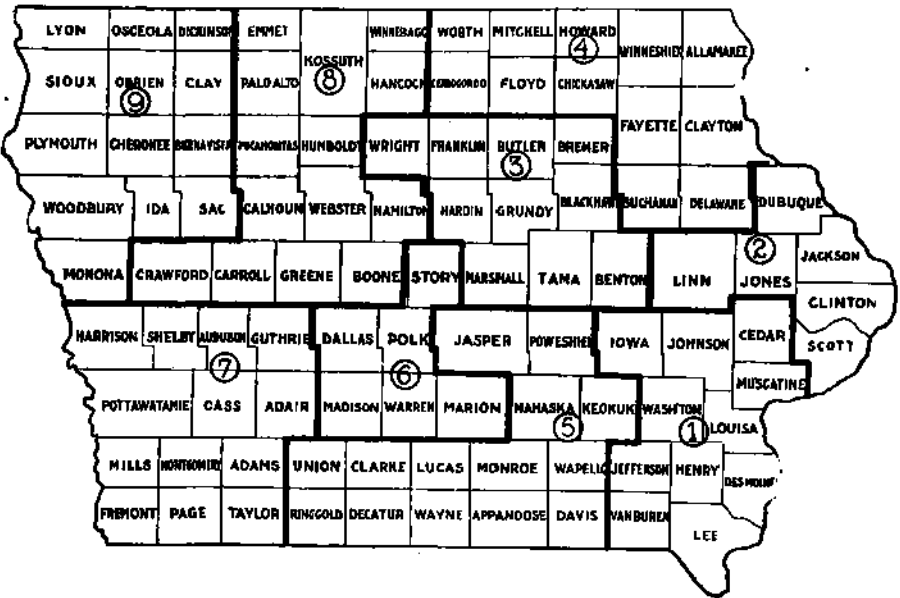 LYON OSCEOLA DICKINSON EMMET WINNEBAGO WORTH MITCHELL HOWARD
④
WINNESHIEK ALLAMAKEE
KOSSUTH
⑧
SIOUX OBRIEN CLAY PALO ALTO HANCOCK FLOYD CHICKASAW
⑨
FAYETTE CLAYTON
PLYMOUTH CHEROKEE BUENA VISTA POCAHONTAS HUMBOLDT WRIGHT FRANKLIN BUTLER BREMER
③
WOODBURY IDA SAC CALHOUN WEBSTER HAMILTON HARDIN GRUNDY BLACKHAWK BUCHANAN DELAWARE DUBUQUE
②
JACKSON
MONONA CRAWFORD CARROLL GREENE BOONE STORY MARSHALL TAMA BENTON LINN JONES
CLINTON
HARRISON SHELBY AUDUBON GUTHRIE DALLAS POLK JASPER POWESHIEK IOWA JOHNSON CEDAR SCOTT
⑦ ⑥
MUSCATINE
POTTAWATAMIE CASS ADAIR MADISON WARREN MARION MAHASKA KEOKUK WASH'TON
⑤ ①
LOUISA
MILLS MONTGOMERY ADAMS UNION CLARKE LUCAS MONROE WAPELLO JEFFERSON HENRY
DES MOINES
FREMONT PAGE TAYLOR RINGGOLD DECATUR WAYNE APPANOOSE DAVIS VAN BUREN
LEE